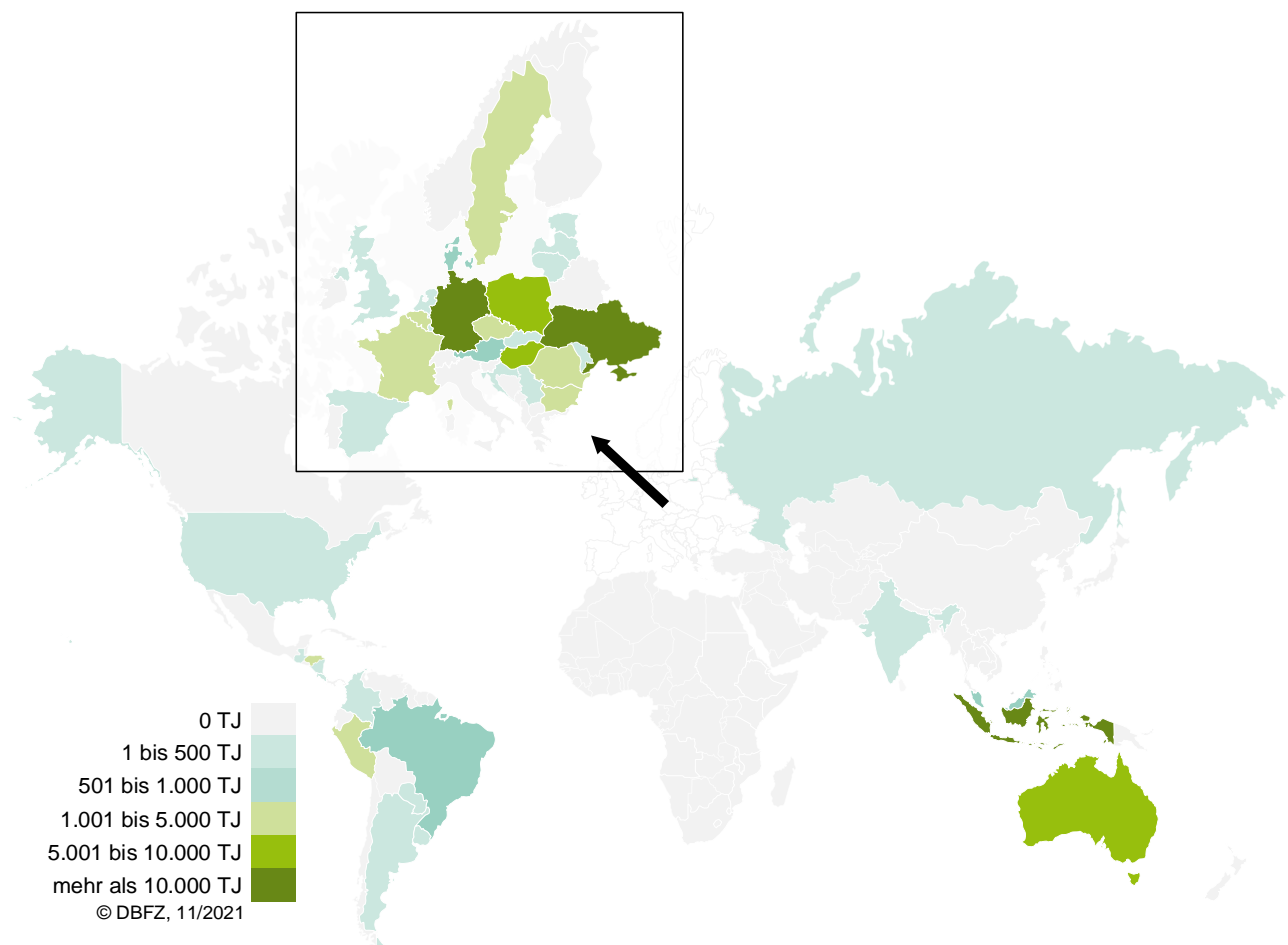 0 TJ
1 bis 500 TJ
501 bis 1.000 TJ
1.001 bis 5.000 TJ
5.001 bis 10.000 TJ
mehr als 10.000 TJ
© DBFZ, 11/2021